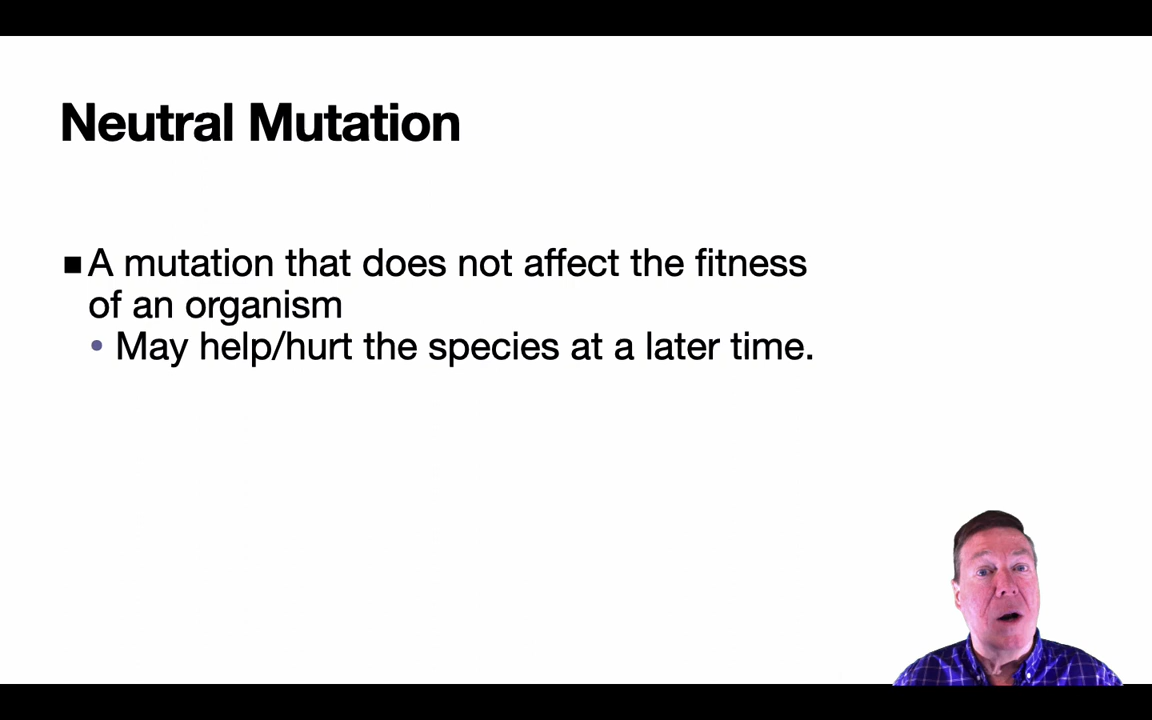 Neutral Mutation
■A mutation that does not affect the fitness
of an organism
• May help/hurt the species at a later time.